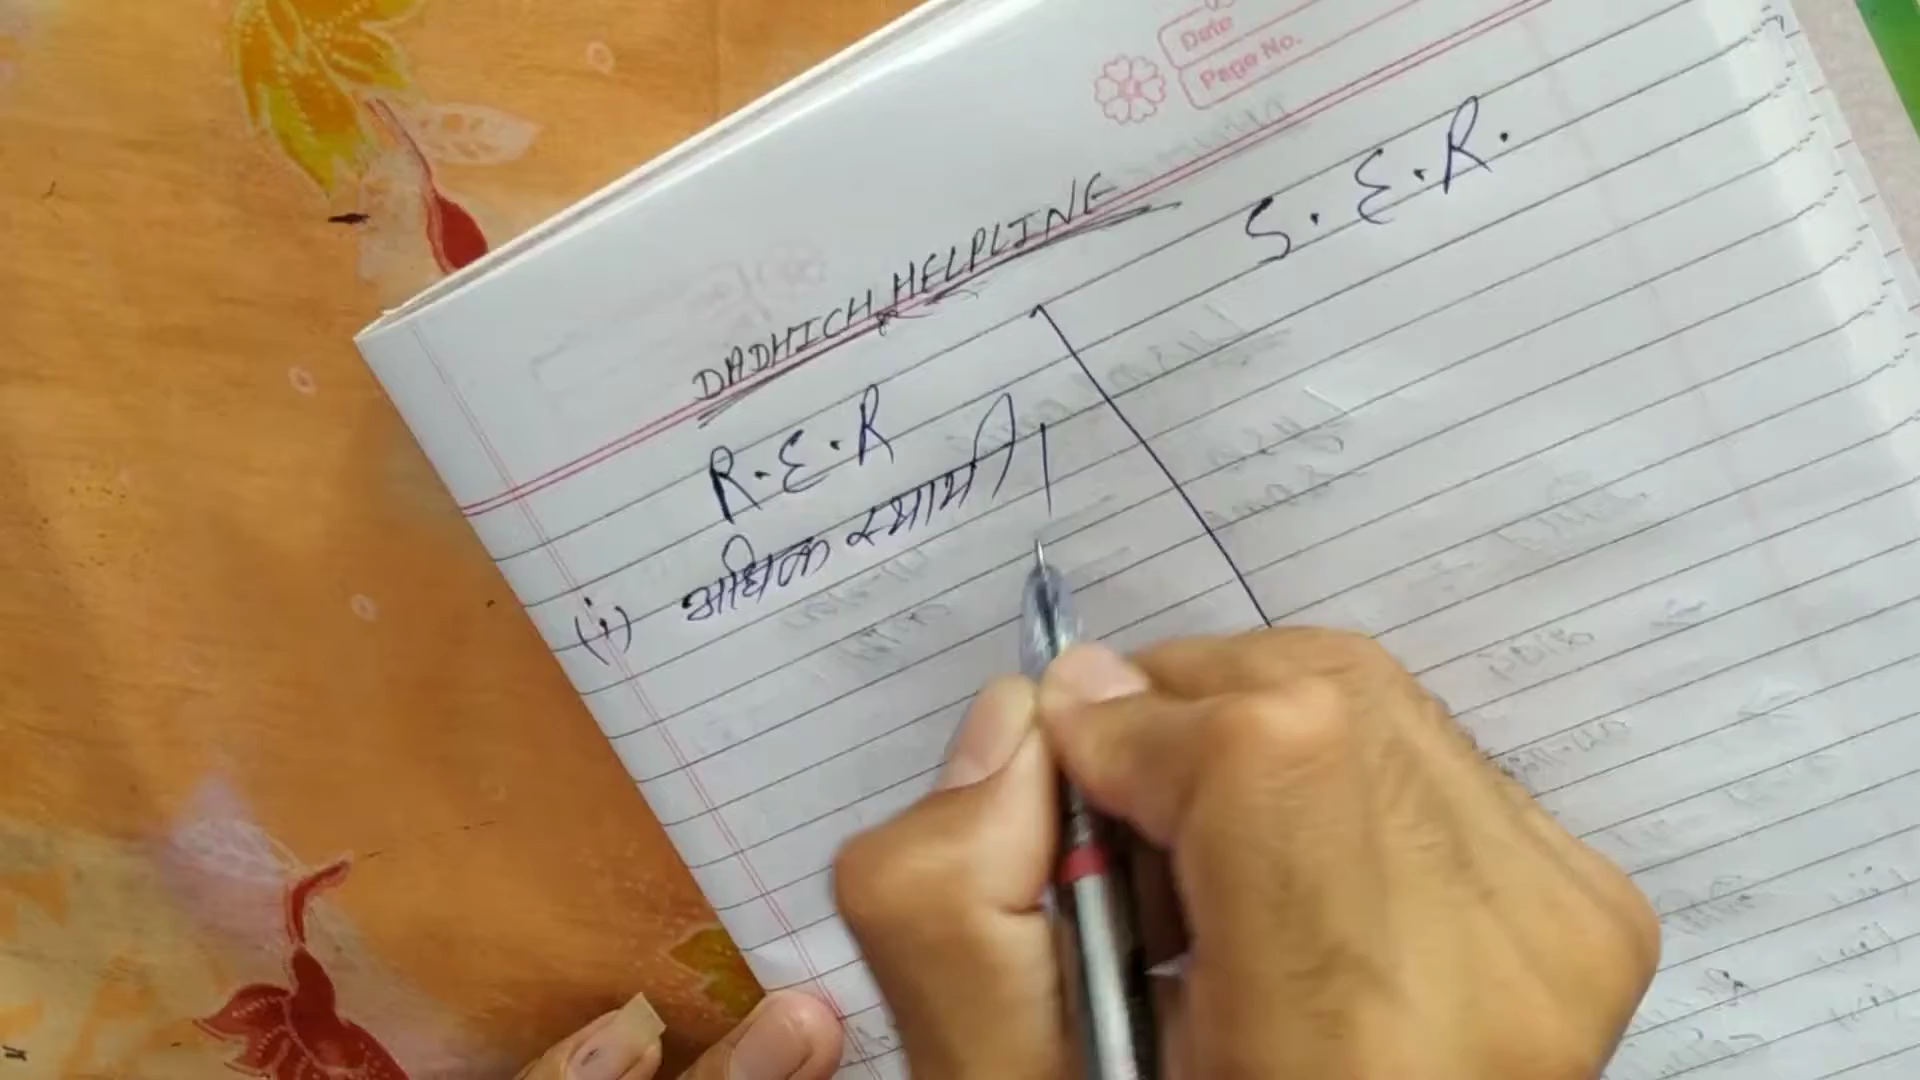 Date
Page No.
DADHICH HELPLINE
R.E.R
S.E.R.
(i) अधिक स्थायी।